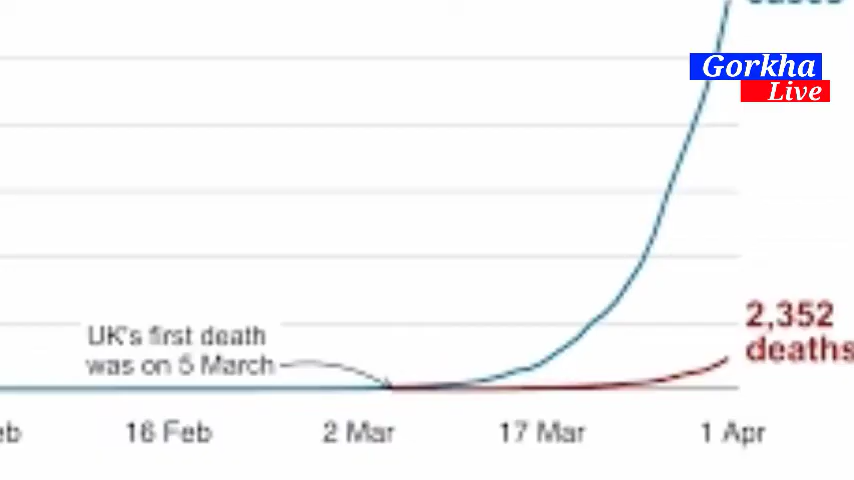 Gorkha
Live
UK's first death
was on 5 March
2,352
deaths
16 Feb
2 Mar
17 Mar
1 Apr